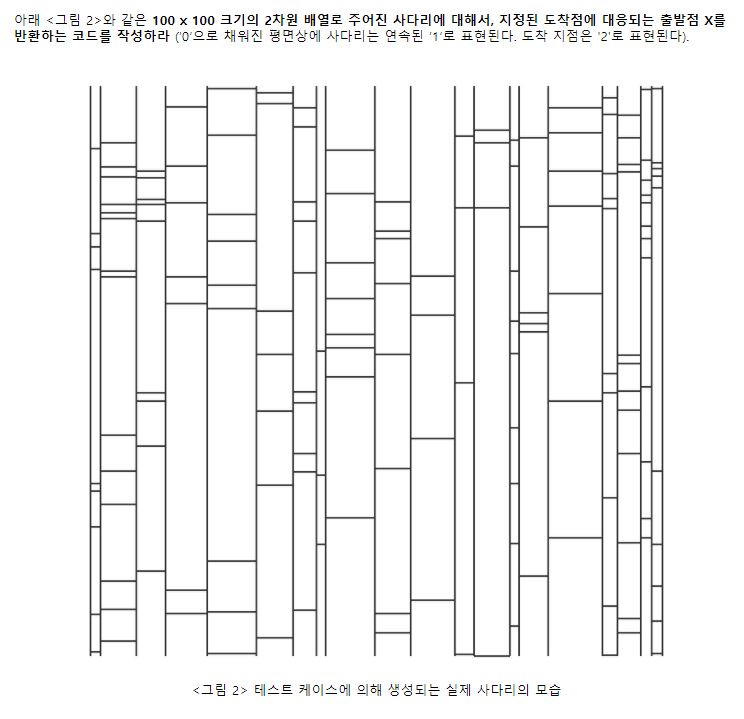 아래 <그림 2>와 같은 100 x 100 크기의 2차원 배열로 주어진 사다리에 대해서, 지정된 도착점에 대응되는 출발점 X를
반환하는 코드를 작성하라 ('0'으로 채워진 평면상에 사다리는 연속된 '1'로 표현된다. 도착 지점은 '2'로 표현된다).
<그림 2> 테스트 케이스에 의해 생성되는 실제 사다리의 모습